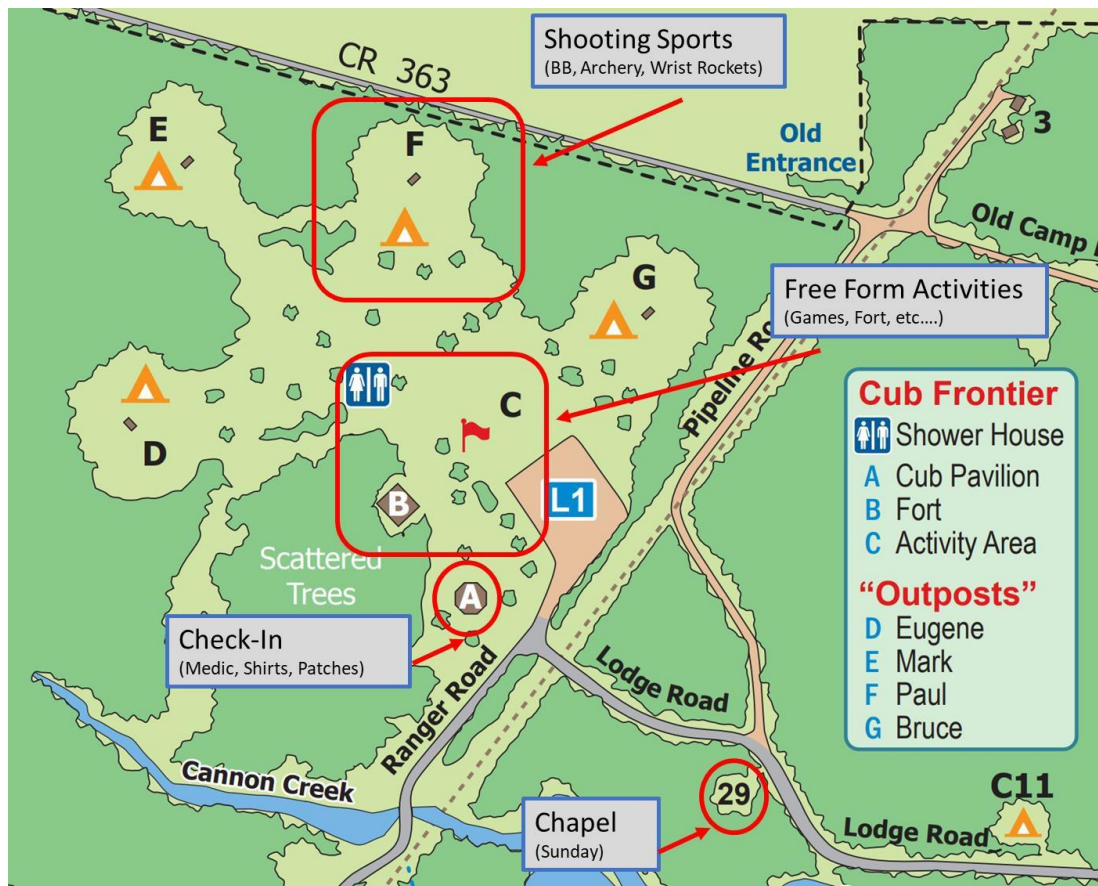 Shooting Sports
(BB, Archery, Wrist Rockets)
CR 363
E
F
3
Old
Entrance
Old Camp
G
Free Form Activities
(Games, Fort, etc....)
Pipeline Ro
C
D
B
L1
Scattered
Trees
A
Check-In
(Medic, Shirts, Patches)
Ranger Road
Lodge Road
Cannon Creek
29
Chapel
(Sunday)
C11
Lodge Road
Cub Frontier
Shower House
A Cub Pavilion
B Fort
C Activity Area
“Outposts”
D Eugene
E Mark
F Paul
G Bruce